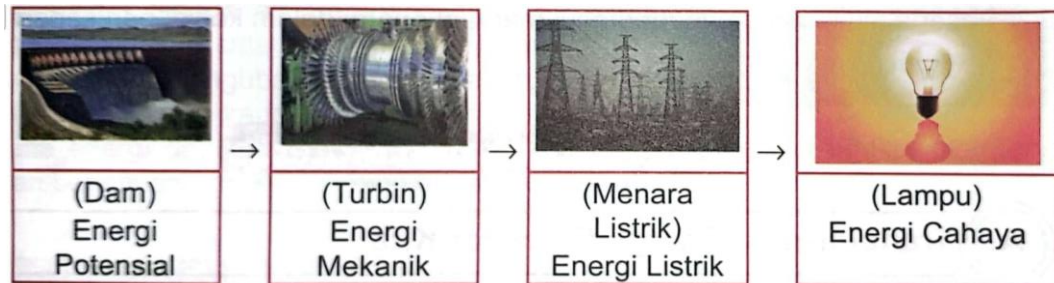 (Dam)
Energi
Potensial
→
(Turbin)
Energi
Mekanik
→
(Menara
Listrik)
Energi Listrik
→
(Lampu)
Energi Cahaya